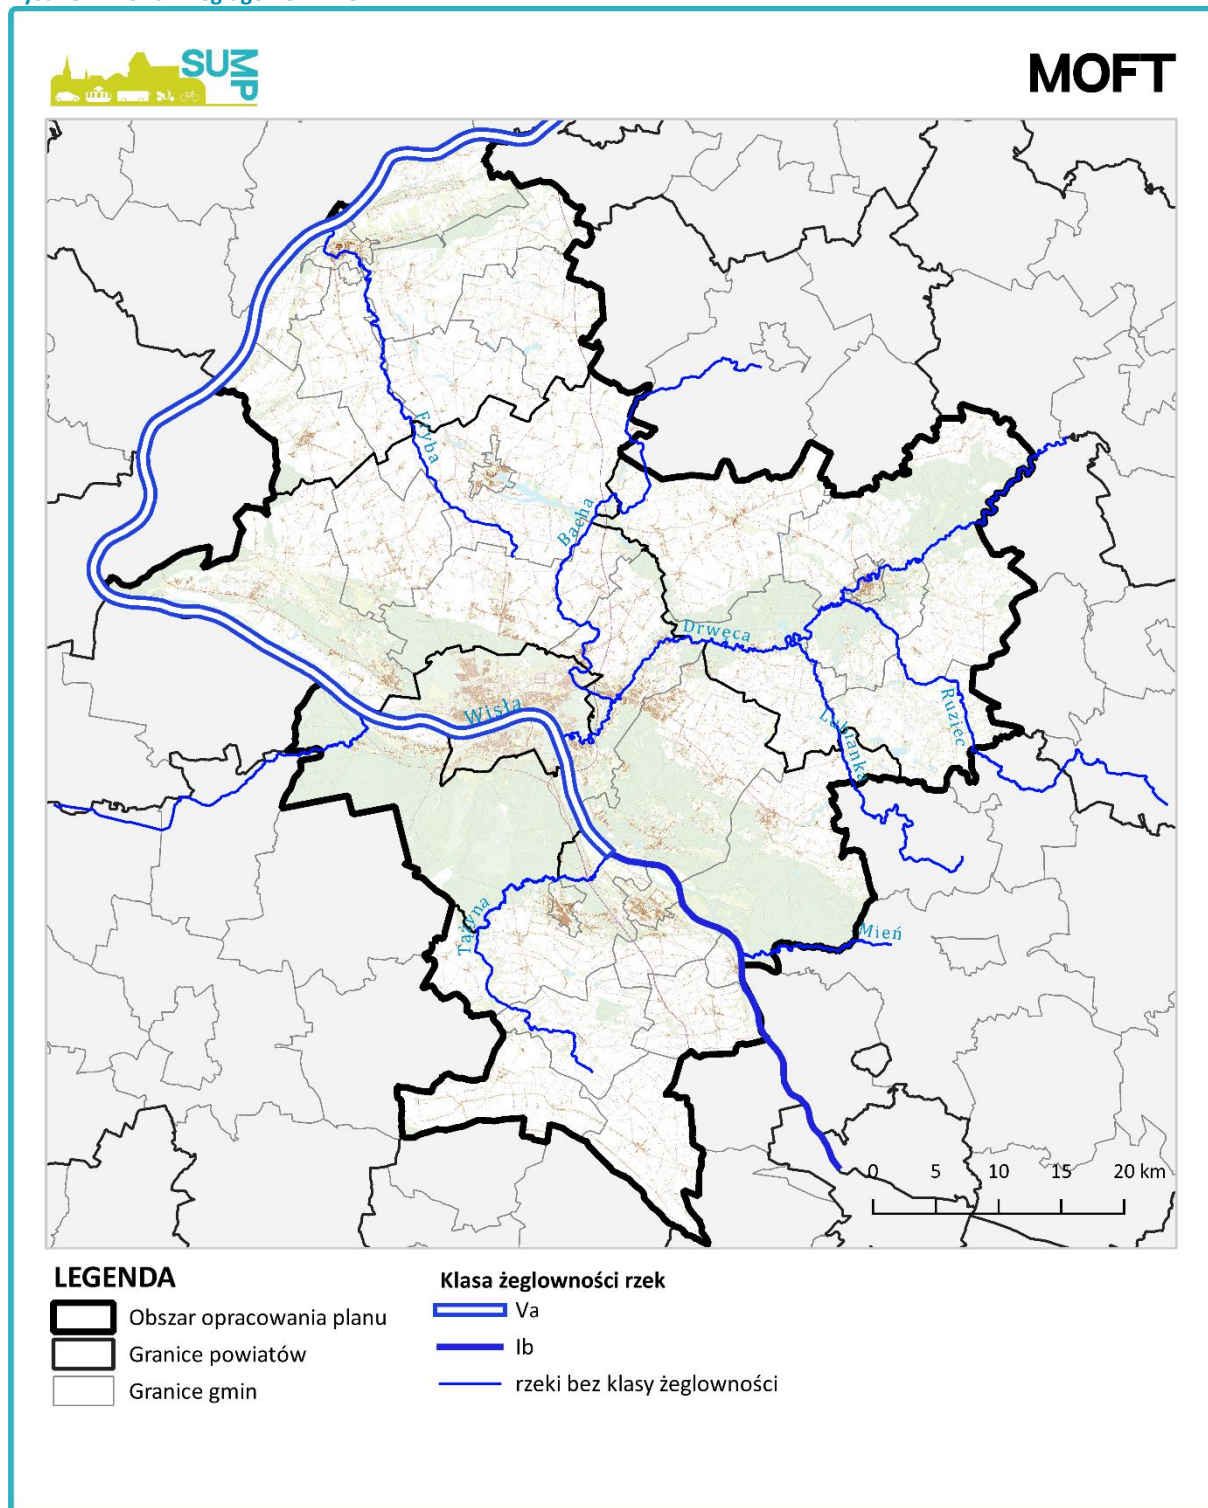 SUMP
MOFT
Fryba
Bacha
Drwęca
Wisła
Lubianka
Ruziec
Tążyna
Mień
0 5 10 15 20 km
LEGENDA
Obszar opracowania planu
Granice powiatów
Granice gmin
Klasa żeglowności rzek
Va
Ib
rzeki bez klasy żeglowności